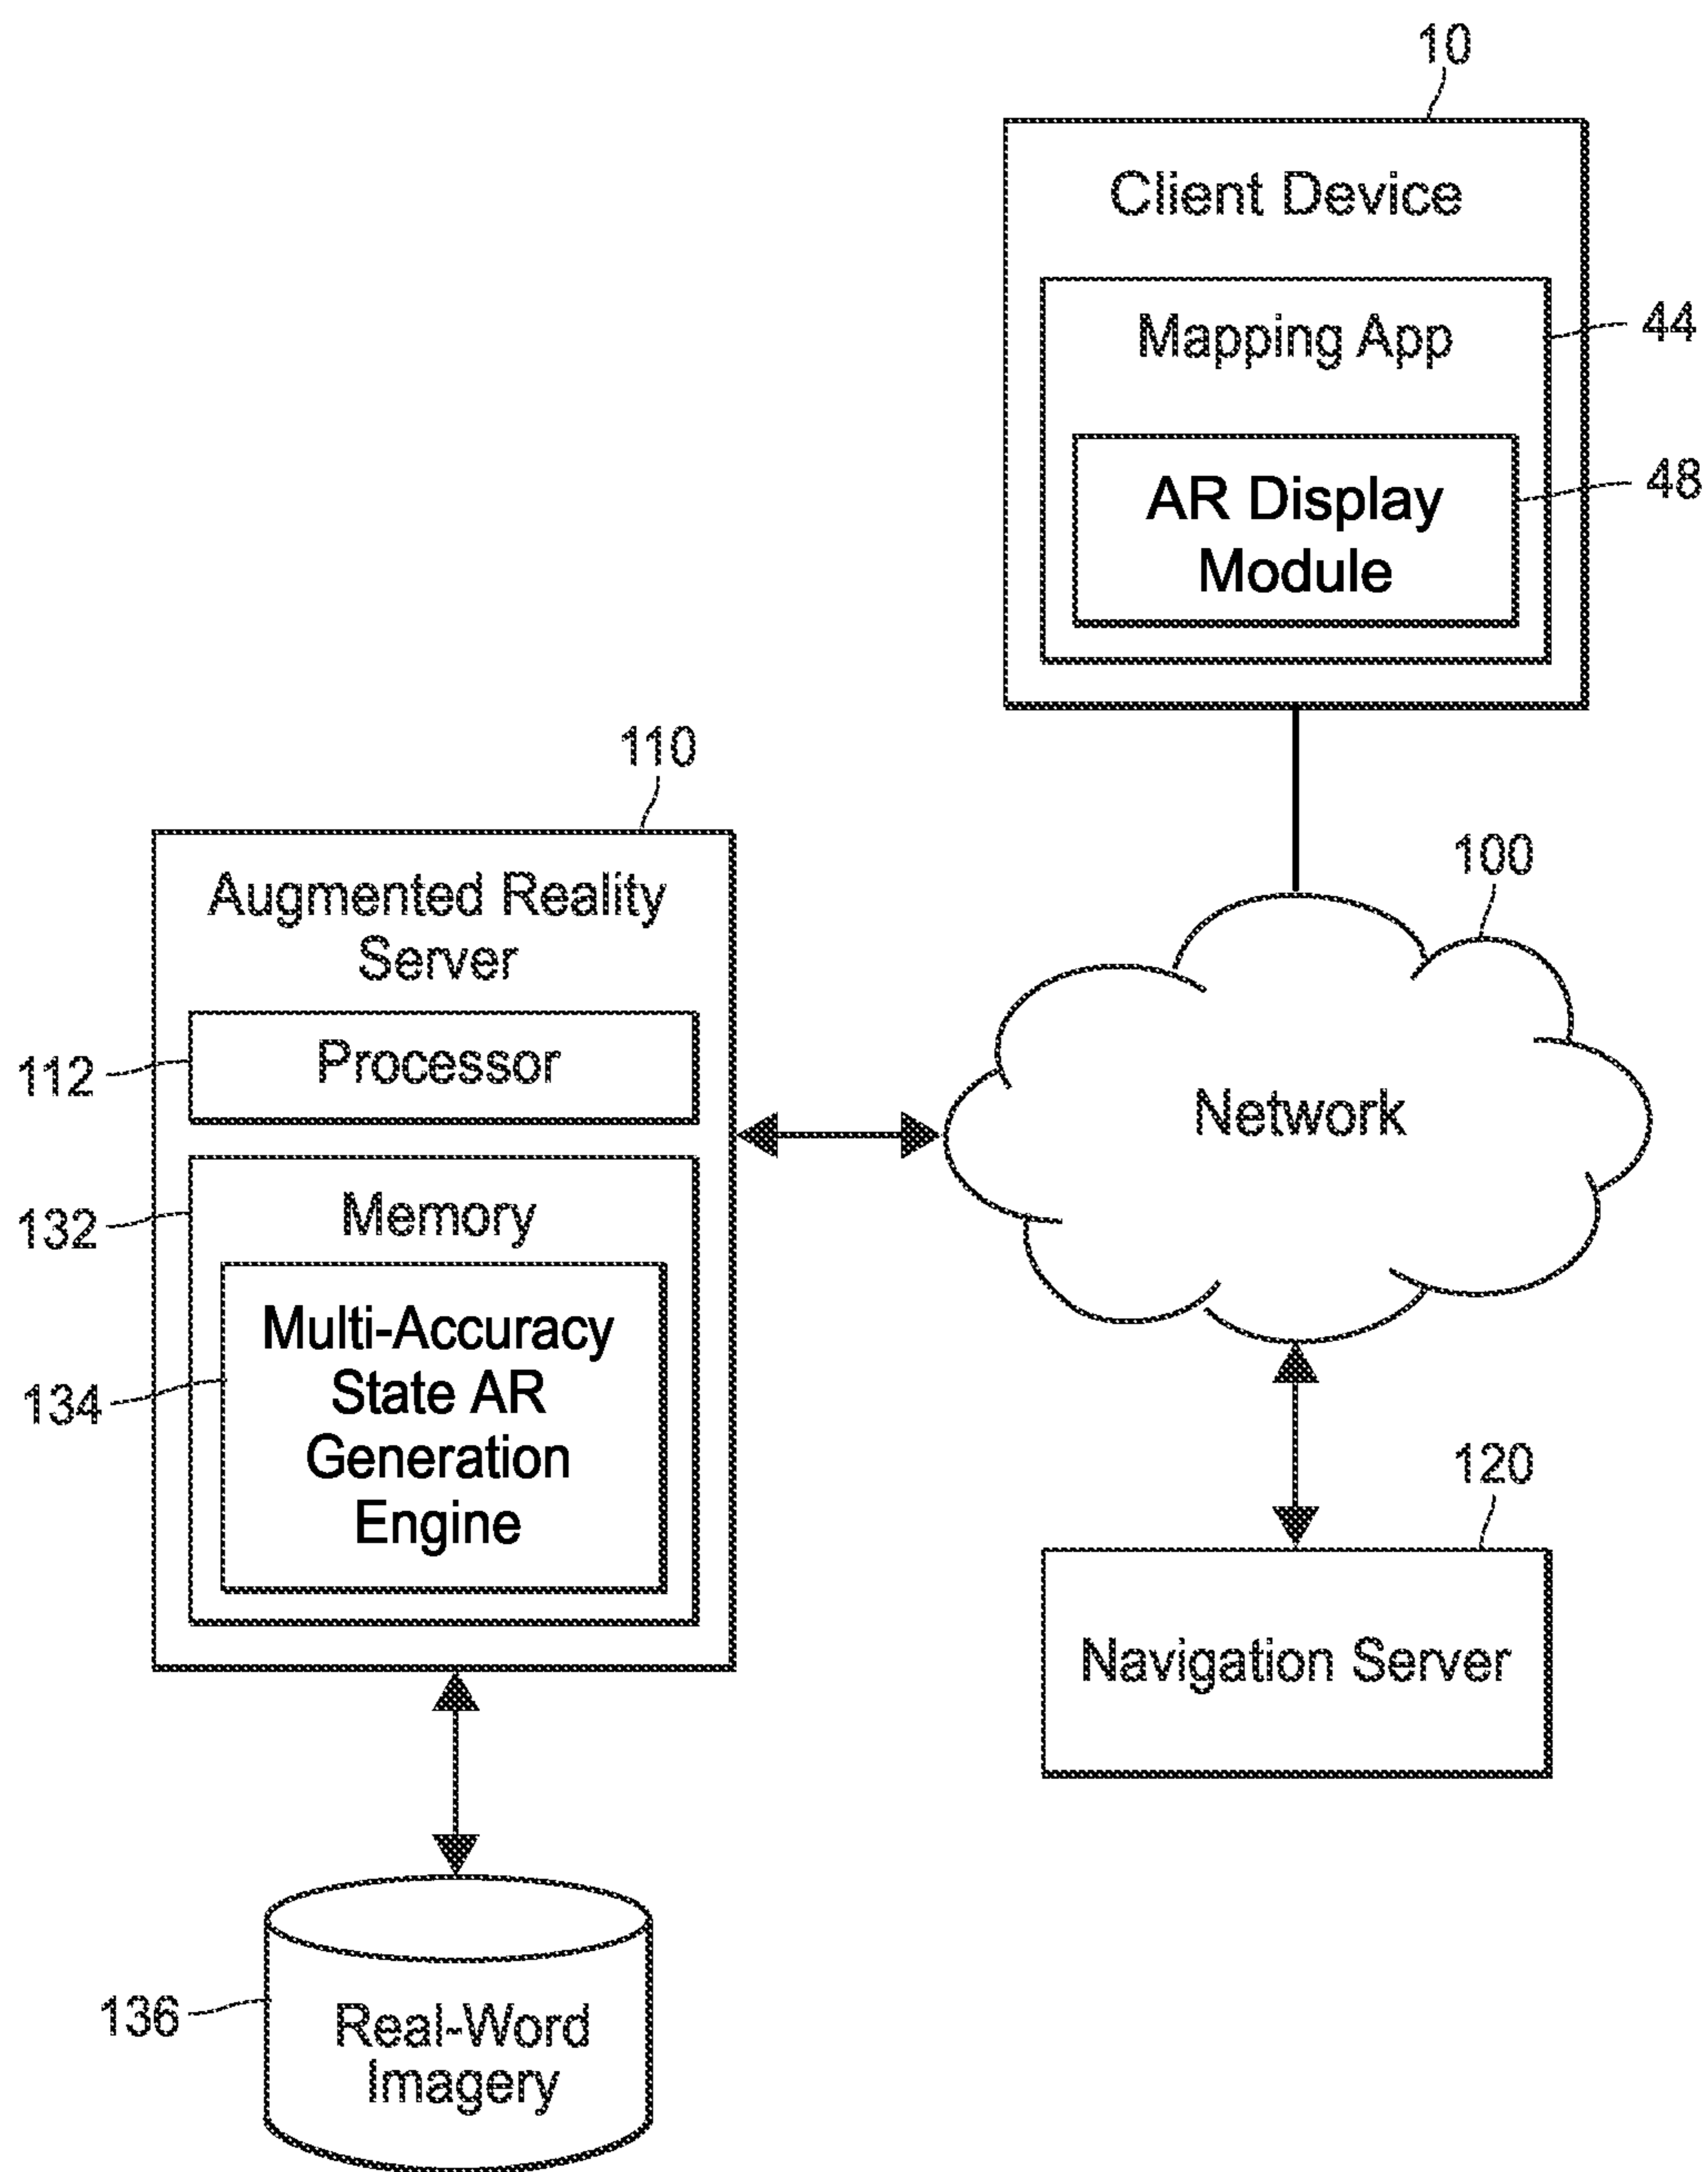 10
Client Device
Mapping App
44
AR Display
48
Module
110
Augmented Reality
Server
100
Processor
112
Network
Memory
132
Multi-Accuracy
State AR
134
Generation
Engine
120
Navigation Server
136
Real-Word
Imagery